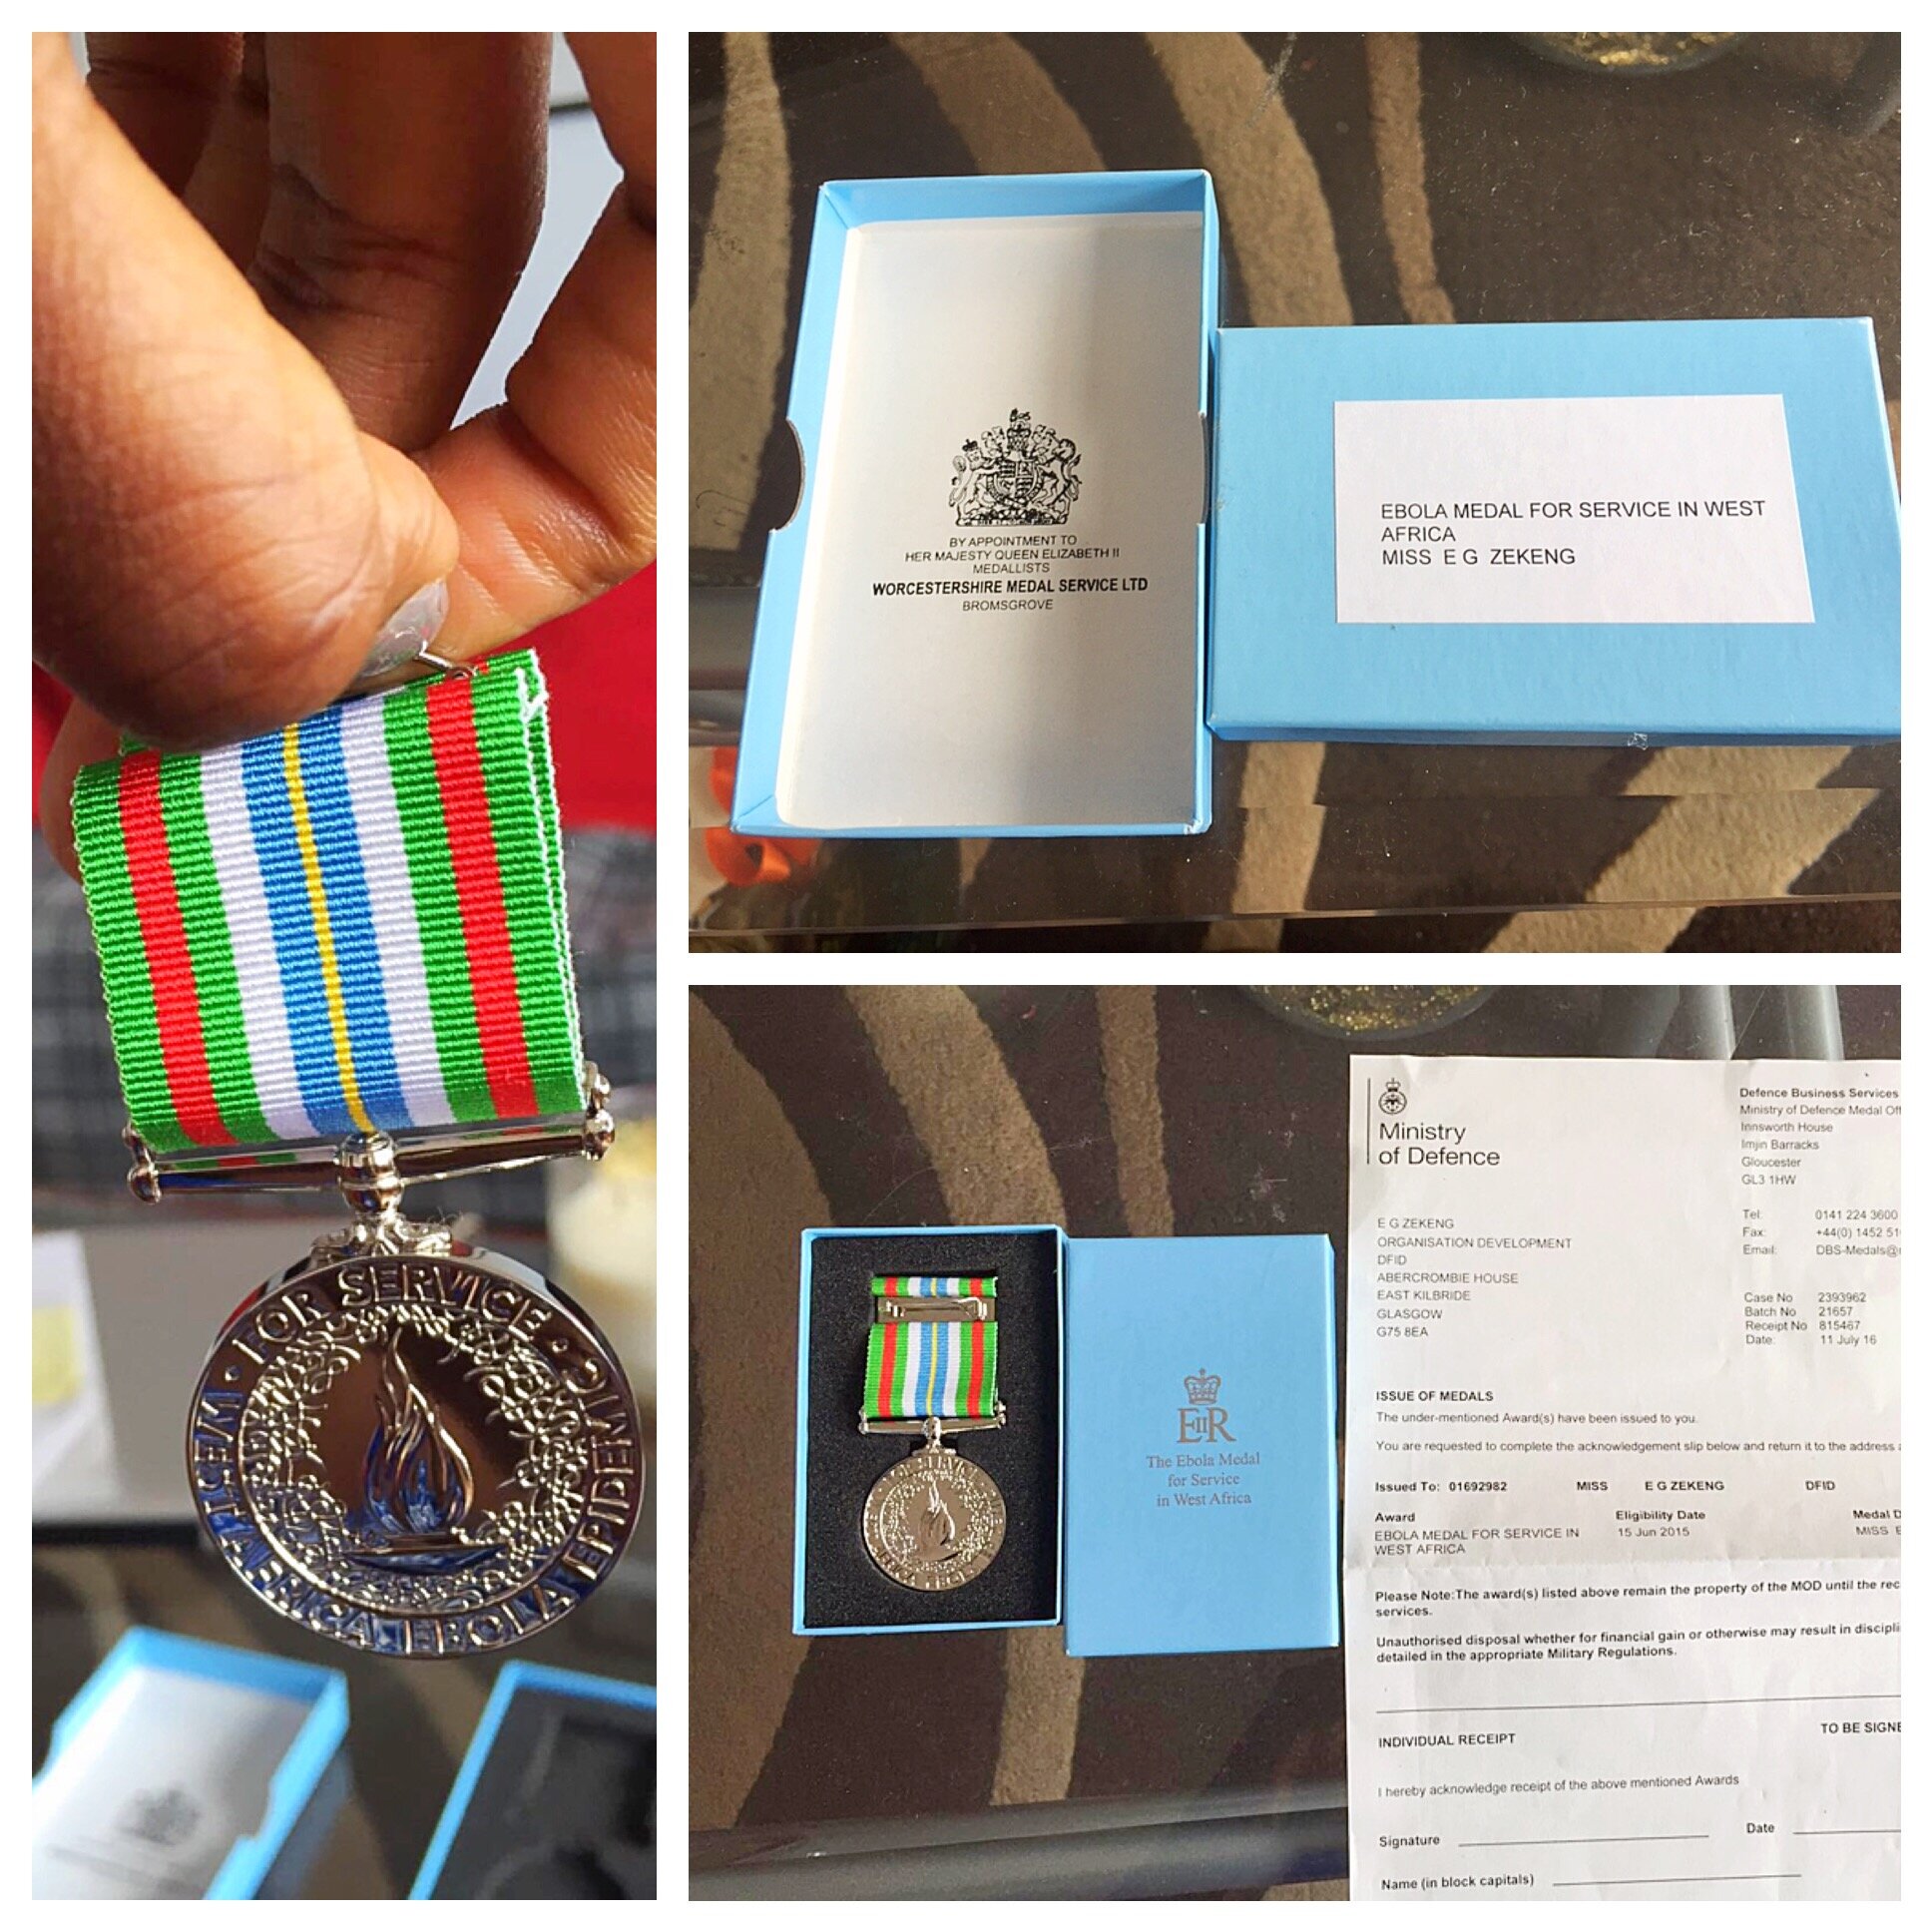 FOR SERVICE
AFRICA EBOLA EPIDEMIC
BY APPOINTMENT TO
HER MAJESTY QUEEN ELIZABETH II
MEDALLISTS
WORCESTERSHIRE MEDAL SERVICE LTD
BROMSGROVE
EBOLA MEDAL FOR SERVICE IN WEST
AFRICA
MISS E G ZEKENG
FOR SERVICE
EIIR
The Ebola Medal
for Service
in West Africa
Ministry
of Defence
Defence Business Services
Ministry of Defence Medal
Innsworth House
Imjin Barracks
Gloucester
GL3 1HW
Tel: 0141 224 3600
Fax: +44(0) 1452
Email: DBS-Medals@
E G ZEKENG
ORGANISATION DEVELOPMENT
DFID
ABERCROMBIE HOUSE
EAST KILBRIDE
GLASGOW
G75 8EA
Case No 2393962
Batch No 21657
Receipt No 815467
Date: 11 July 16
ISSUE OF MEDALS
The under-mentioned Award(s) have been issued to you.
You are requested to complete the acknowledgement slip below and return it to the address
Issued To: 01692982 MISS E G ZEKENG DFID
Award Eligibility Date Medal
EBOLA MEDAL FOR SERVICE IN 15 Jun 2015 MISS
WEST AFRICA
Please Note:The award(s) listed above remain the property of the MOD until the
services.
Unauthorised disposal whether for financial gain or otherwise may result in
detailed in the appropriate Military Regulations.
INDIVIDUAL RECEIPT TO BE
I hereby acknowledge receipt of the above mentioned Awards
Signature Date
Name (in block capitals)